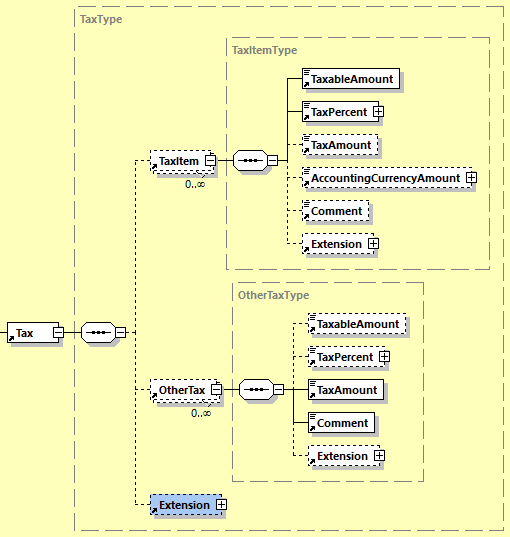 TaxType
TaxItemType
TaxableAmount
TaxPercent
TaxItem
TaxAmount
0..∞
AccountingCurrencyAmount
Comment
Extension
OtherTaxType
TaxableAmount
Tax
TaxPercent
OtherTax
TaxAmount
0..∞
Comment
Extension
Extension